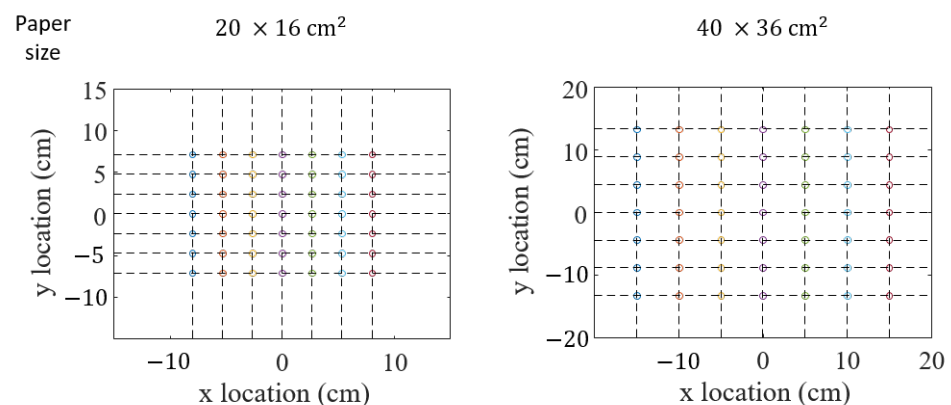 Paper
size
20 × 16 cm²
40 × 36 cm²
y location (cm)
15
10
5
0
−5
−10
−10 0 10
x location (cm)
y location (cm)
20
10
0
−10
−20
−10 0 10 20
x location (cm)